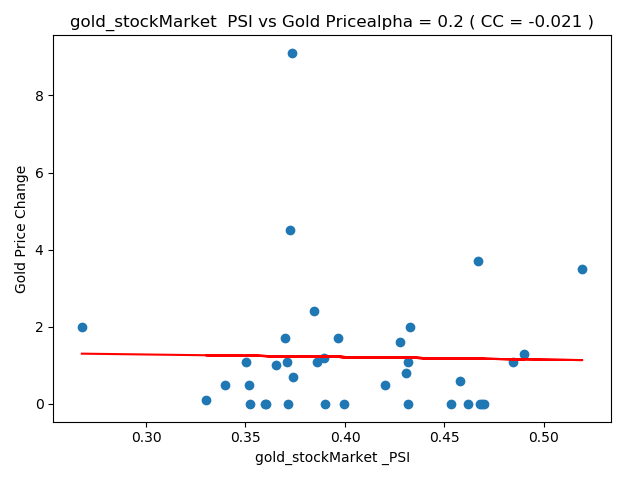 gold_stockMarket  PSI vs Gold Pricealpha = 0.2 ( CC = -0.021 )
Gold Price Change
8
6
4
2
0
0.30 0.35 0.40 0.45 0.50
gold_stockMarket _PSI